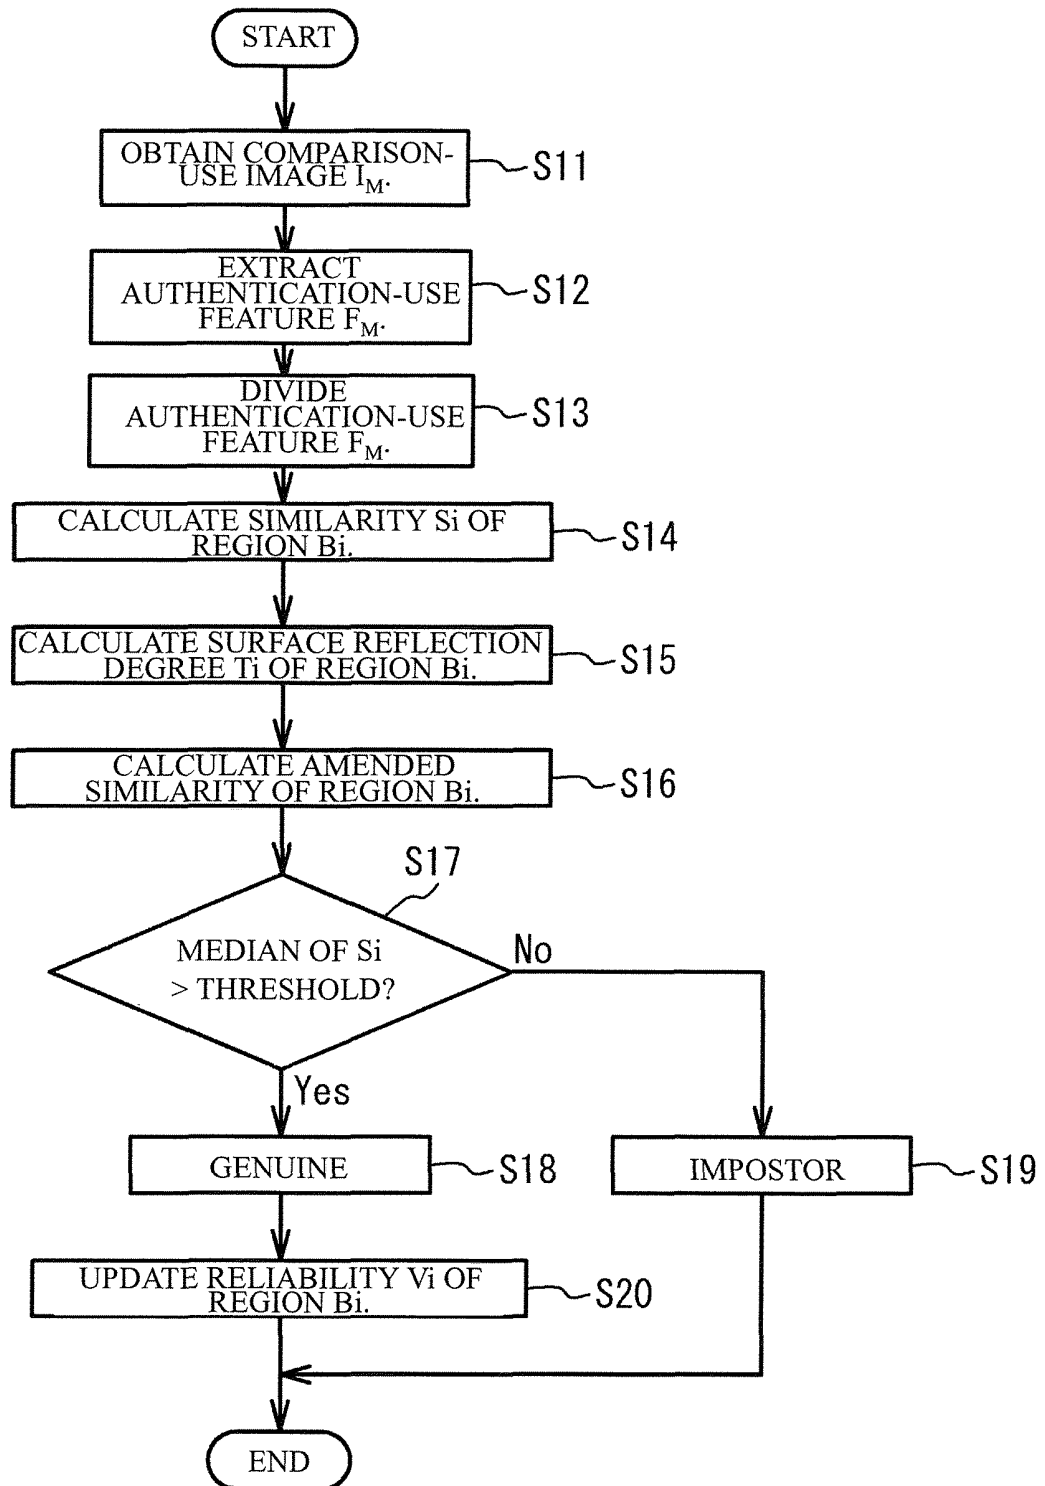 START
OBTAIN COMPARISON-
USE IMAGE I_M.
S11
EXTRACT
AUTHENTICATION-USE
FEATURE F_M.
S12
DIVIDE
AUTHENTICATION-USE
FEATURE F_M.
S13
CALCULATE SIMILARITY Si OF
REGION Bi.
S14
CALCULATE SURFACE REFLECTION
DEGREE Ti OF REGION Bi.
S15
CALCULATE AMENDED
SIMILARITY OF REGION Bi.
S16
S17
MEDIAN OF Si
> THRESHOLD?
No
Yes
GENUINE
S18
IMPOSTOR
S19
UPDATE RELIABILITY Vi OF
REGION Bi.
S20
END